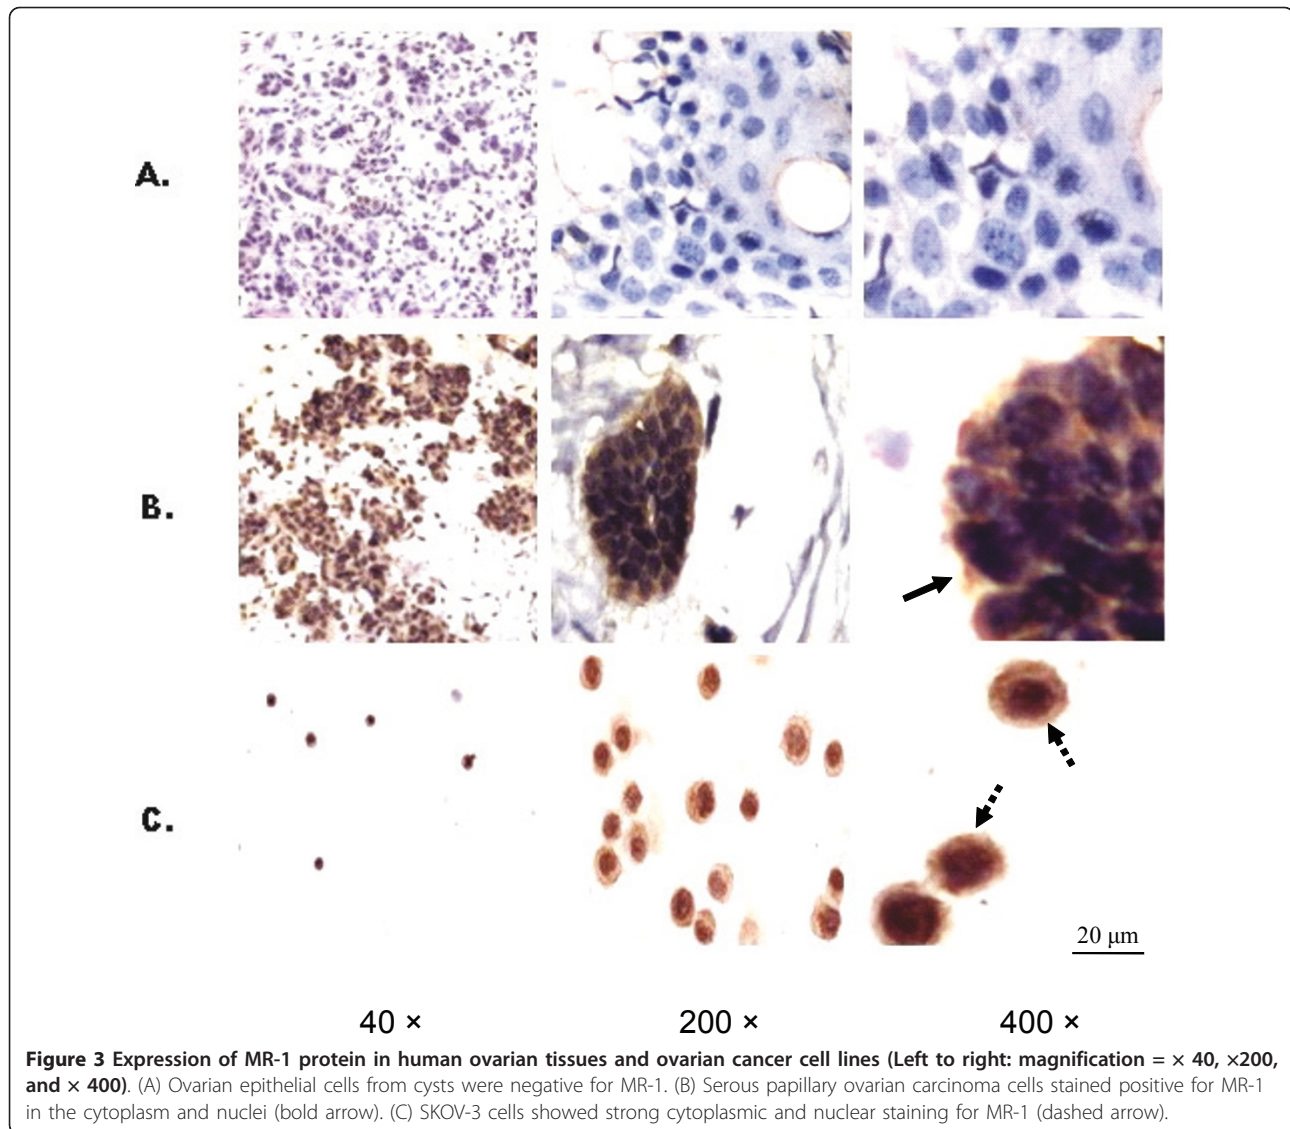 A.
B.
C.
20 μm
40 ×
200 ×
400 ×
Figure 3 Expression of MR-1 protein in human ovarian tissues and ovarian cancer cell lines (Left to right: magnification = × 40, ×200,
and × 400). (A) Ovarian epithelial cells from cysts were negative for MR-1. (B) Serous papillary ovarian carcinoma cells stained positive for MR-1
in the cytoplasm and nuclei (bold arrow). (C) SKOV-3 cells showed strong cytoplasmic and nuclear staining for MR-1 (dashed arrow).